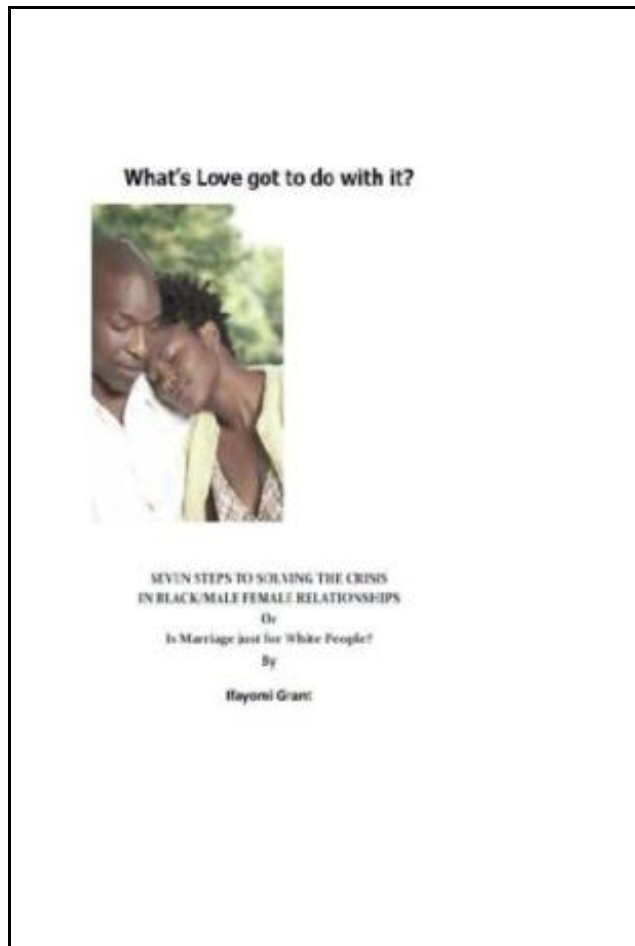 What's Love got to do with it?
SEVEN STEPS TO SOLVING THE CRISIS
IN BLACK/MALE FEMALE RELATIONSHIPS
Or
Is Marriage just for White People?
By
Ifayomi Grant